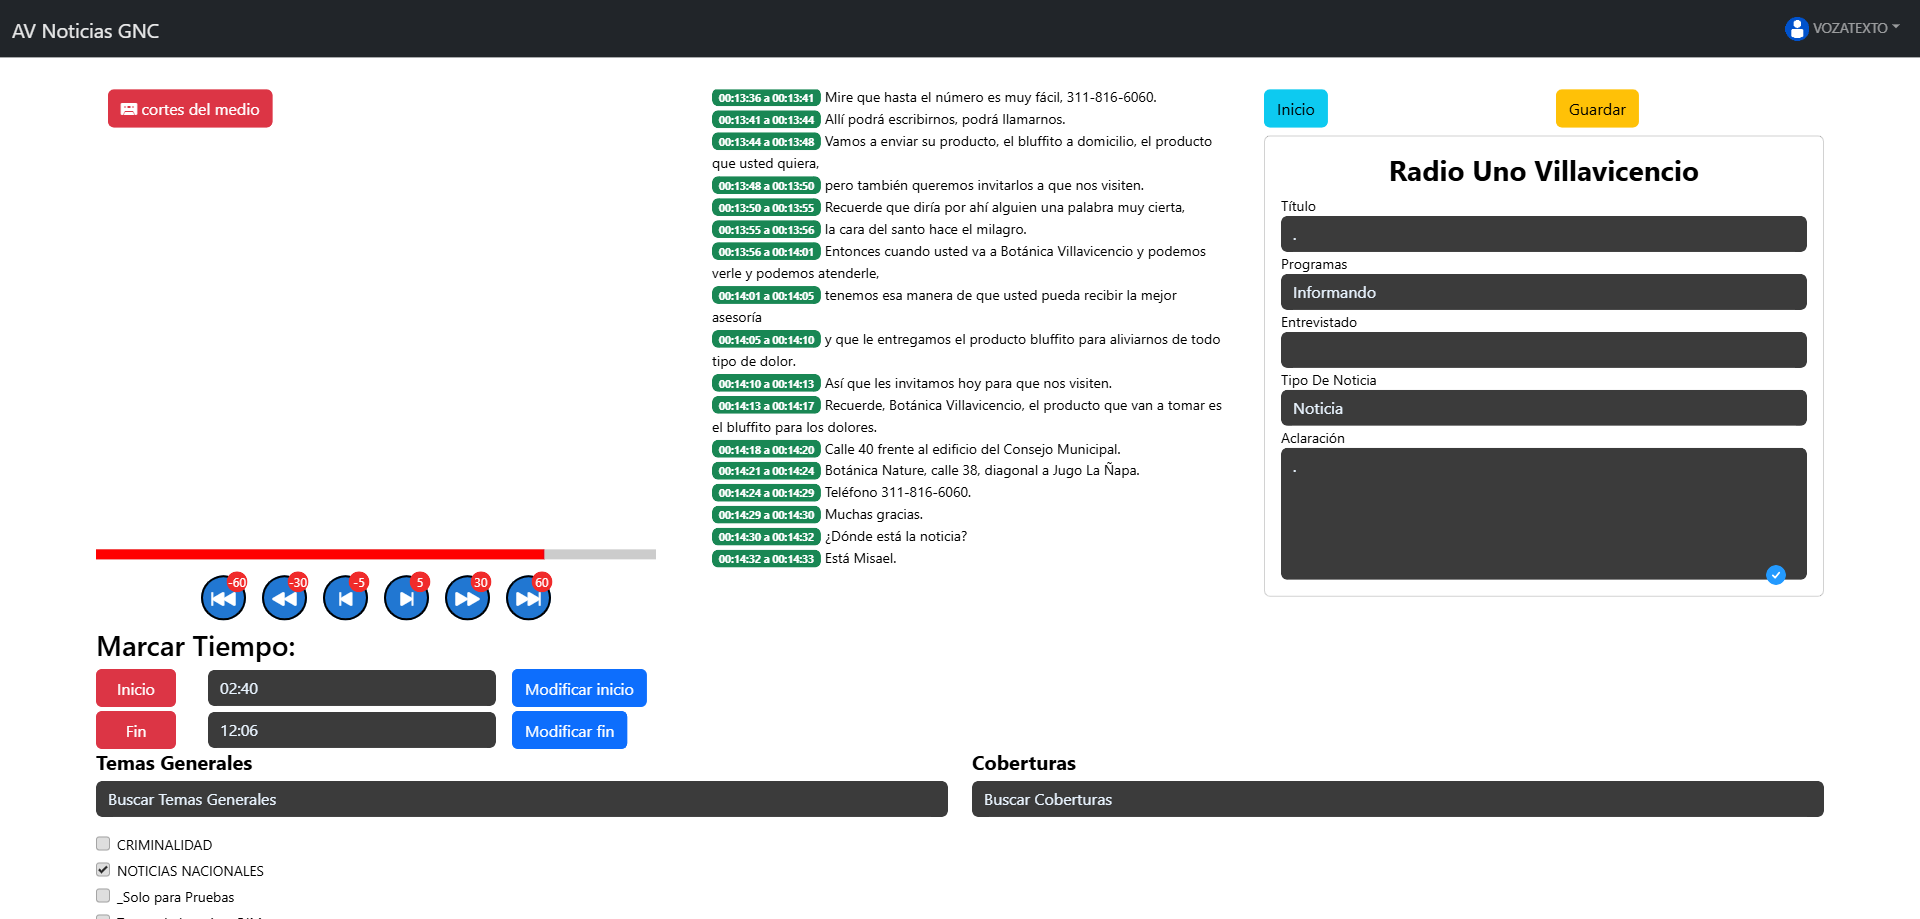 AV Noticias GNC
VOZATEXTO
cortes del medio
00:13:36 a 00:13:41 Mire que hasta el número es muy fácil, 311-816-6060.
00:13:41 a 00:13:44 Allí podrá escribirnos, podrá llamarnos.
00:13:44 a 00:13:48 Vamos a enviar su producto, el bluffito a domicilio, el producto
que usted quiera,
00:13:48 a 00:13:50 pero también queremos invitarlos a que nos visiten.
00:13:50 a 00:13:55 Recuerde que diría por ahí alguien una palabra muy cierta,
00:13:55 a 00:13:56 la cara del santo hace el milagro.
00:13:56 a 00:14:01 Entonces cuando usted va a Botánica Villavicencio y podemos
verle y podemos atenderle,
00:14:01 a 00:14:05 tenemos esa manera de que usted pueda recibir la mejor
asesoría
00:14:05 a 00:14:10 y que le entregamos el producto bluffito para aliviarnos de todo
tipo de dolor.
00:14:10 a 00:14:13 Así que les invitamos hoy para que nos visiten.
00:14:13 a 00:14:17 Recuerde, Botánica Villavicencio, el producto que van a tomar es
el bluffito para los dolores.
00:14:18 a 00:14:20 Calle 40 frente al edificio del Consejo Municipal.
00:14:21 a 00:14:24 Botánica Nature, calle 38, diagonal a Jugo La Ñapa.
00:14:24 a 00:14:29 Teléfono 311-816-6060.
00:14:29 a 00:14:30 Muchas gracias.
00:14:30 a 00:14:32 ¿Dónde está la noticia?
00:14:32 a 00:14:33 Está Misael.
Inicio
Guardar
Radio Uno Villavicencio
Título
.
Programas
Informando
Entrevistado
Tipo De Noticia
Noticia
Aclaración
.
-60
-30
-5
5
30
60
Marcar Tiempo:
Inicio
02:40
Modificar inicio
Fin
12:06
Modificar fin
Temas Generales
Buscar Temas Generales
CRIMINALIDAD
NOTICIAS NACIONALES
_Solo para Pruebas
Coberturas
Buscar Coberturas